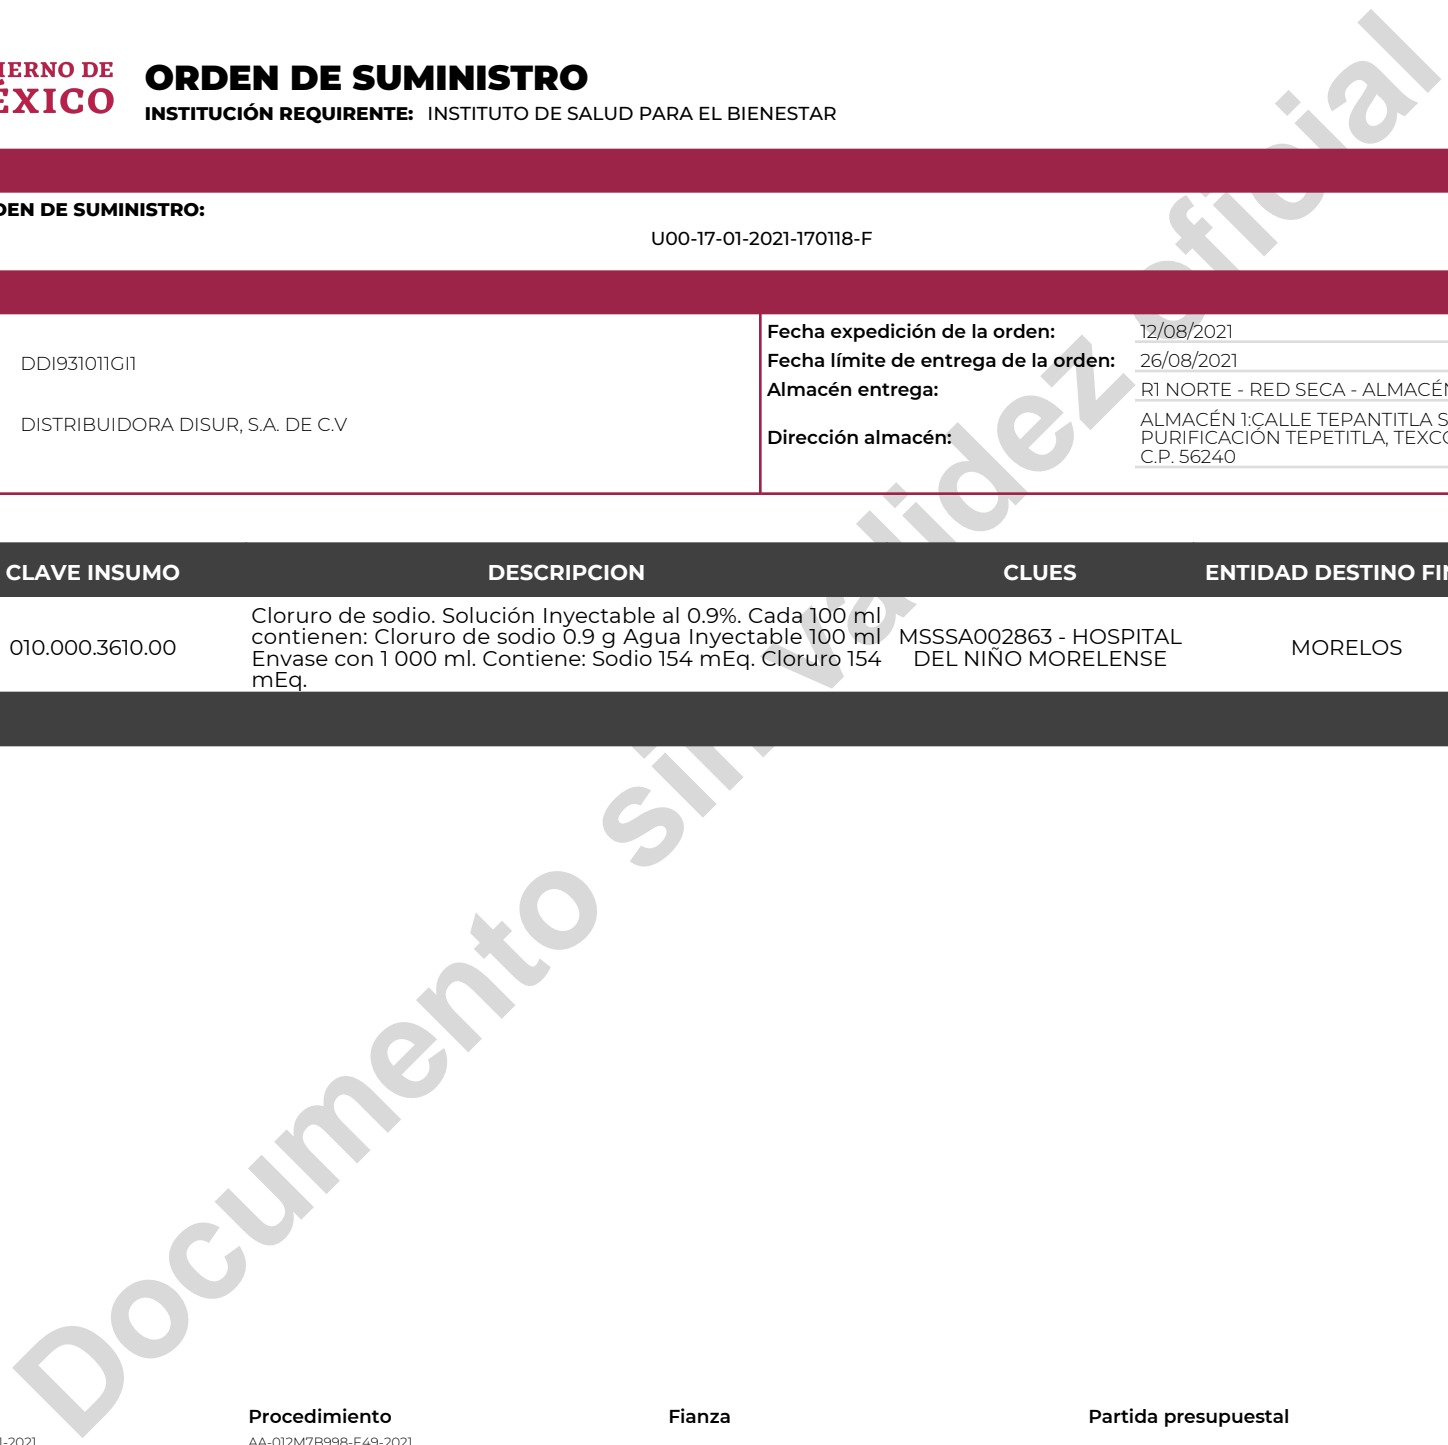 IERNO DE
ÉXICO
ORDEN DE SUMINISTRO
INSTITUCIÓN REQUIRENTE: INSTITUTO DE SALUD PARA EL BIENESTAR
DEN DE SUMINISTRO:
U00-17-01-2021-170118-F
DDI931011GI1
DISTRIBUIDORA DISUR, S.A. DE C.V
Fecha expedición de la orden: 12/08/2021
Fecha límite de entrega de la orden: 26/08/2021
Almacén entrega: R1 NORTE - RED SECA - ALMACÉN
Dirección almacén: ALMACÉN 1:CALLE TEPANTITLA S
PURIFICACIÓN TEPETITLA, TEXCO
C.P. 56240
CLAVE INSUMO DESCRIPCION CLUES ENTIDAD DESTINO FIN
010.000.3610.00
Cloruro de sodio. Solución Inyectable al 0.9%. Cada 100 ml
contienen: Cloruro de sodio 0.9 g Agua Inyectable 100 ml
Envase con 1 000 ml. Contiene: Sodio 154 mEq. Cloruro 154
mEq.
MSSSA002863 - HOSPITAL
DEL NIÑO MORELENSE
MORELOS
Documento sin validez oficial
Procedimiento Fianza Partida presupuestal
-2021 AA-012M7B998-E49-2021